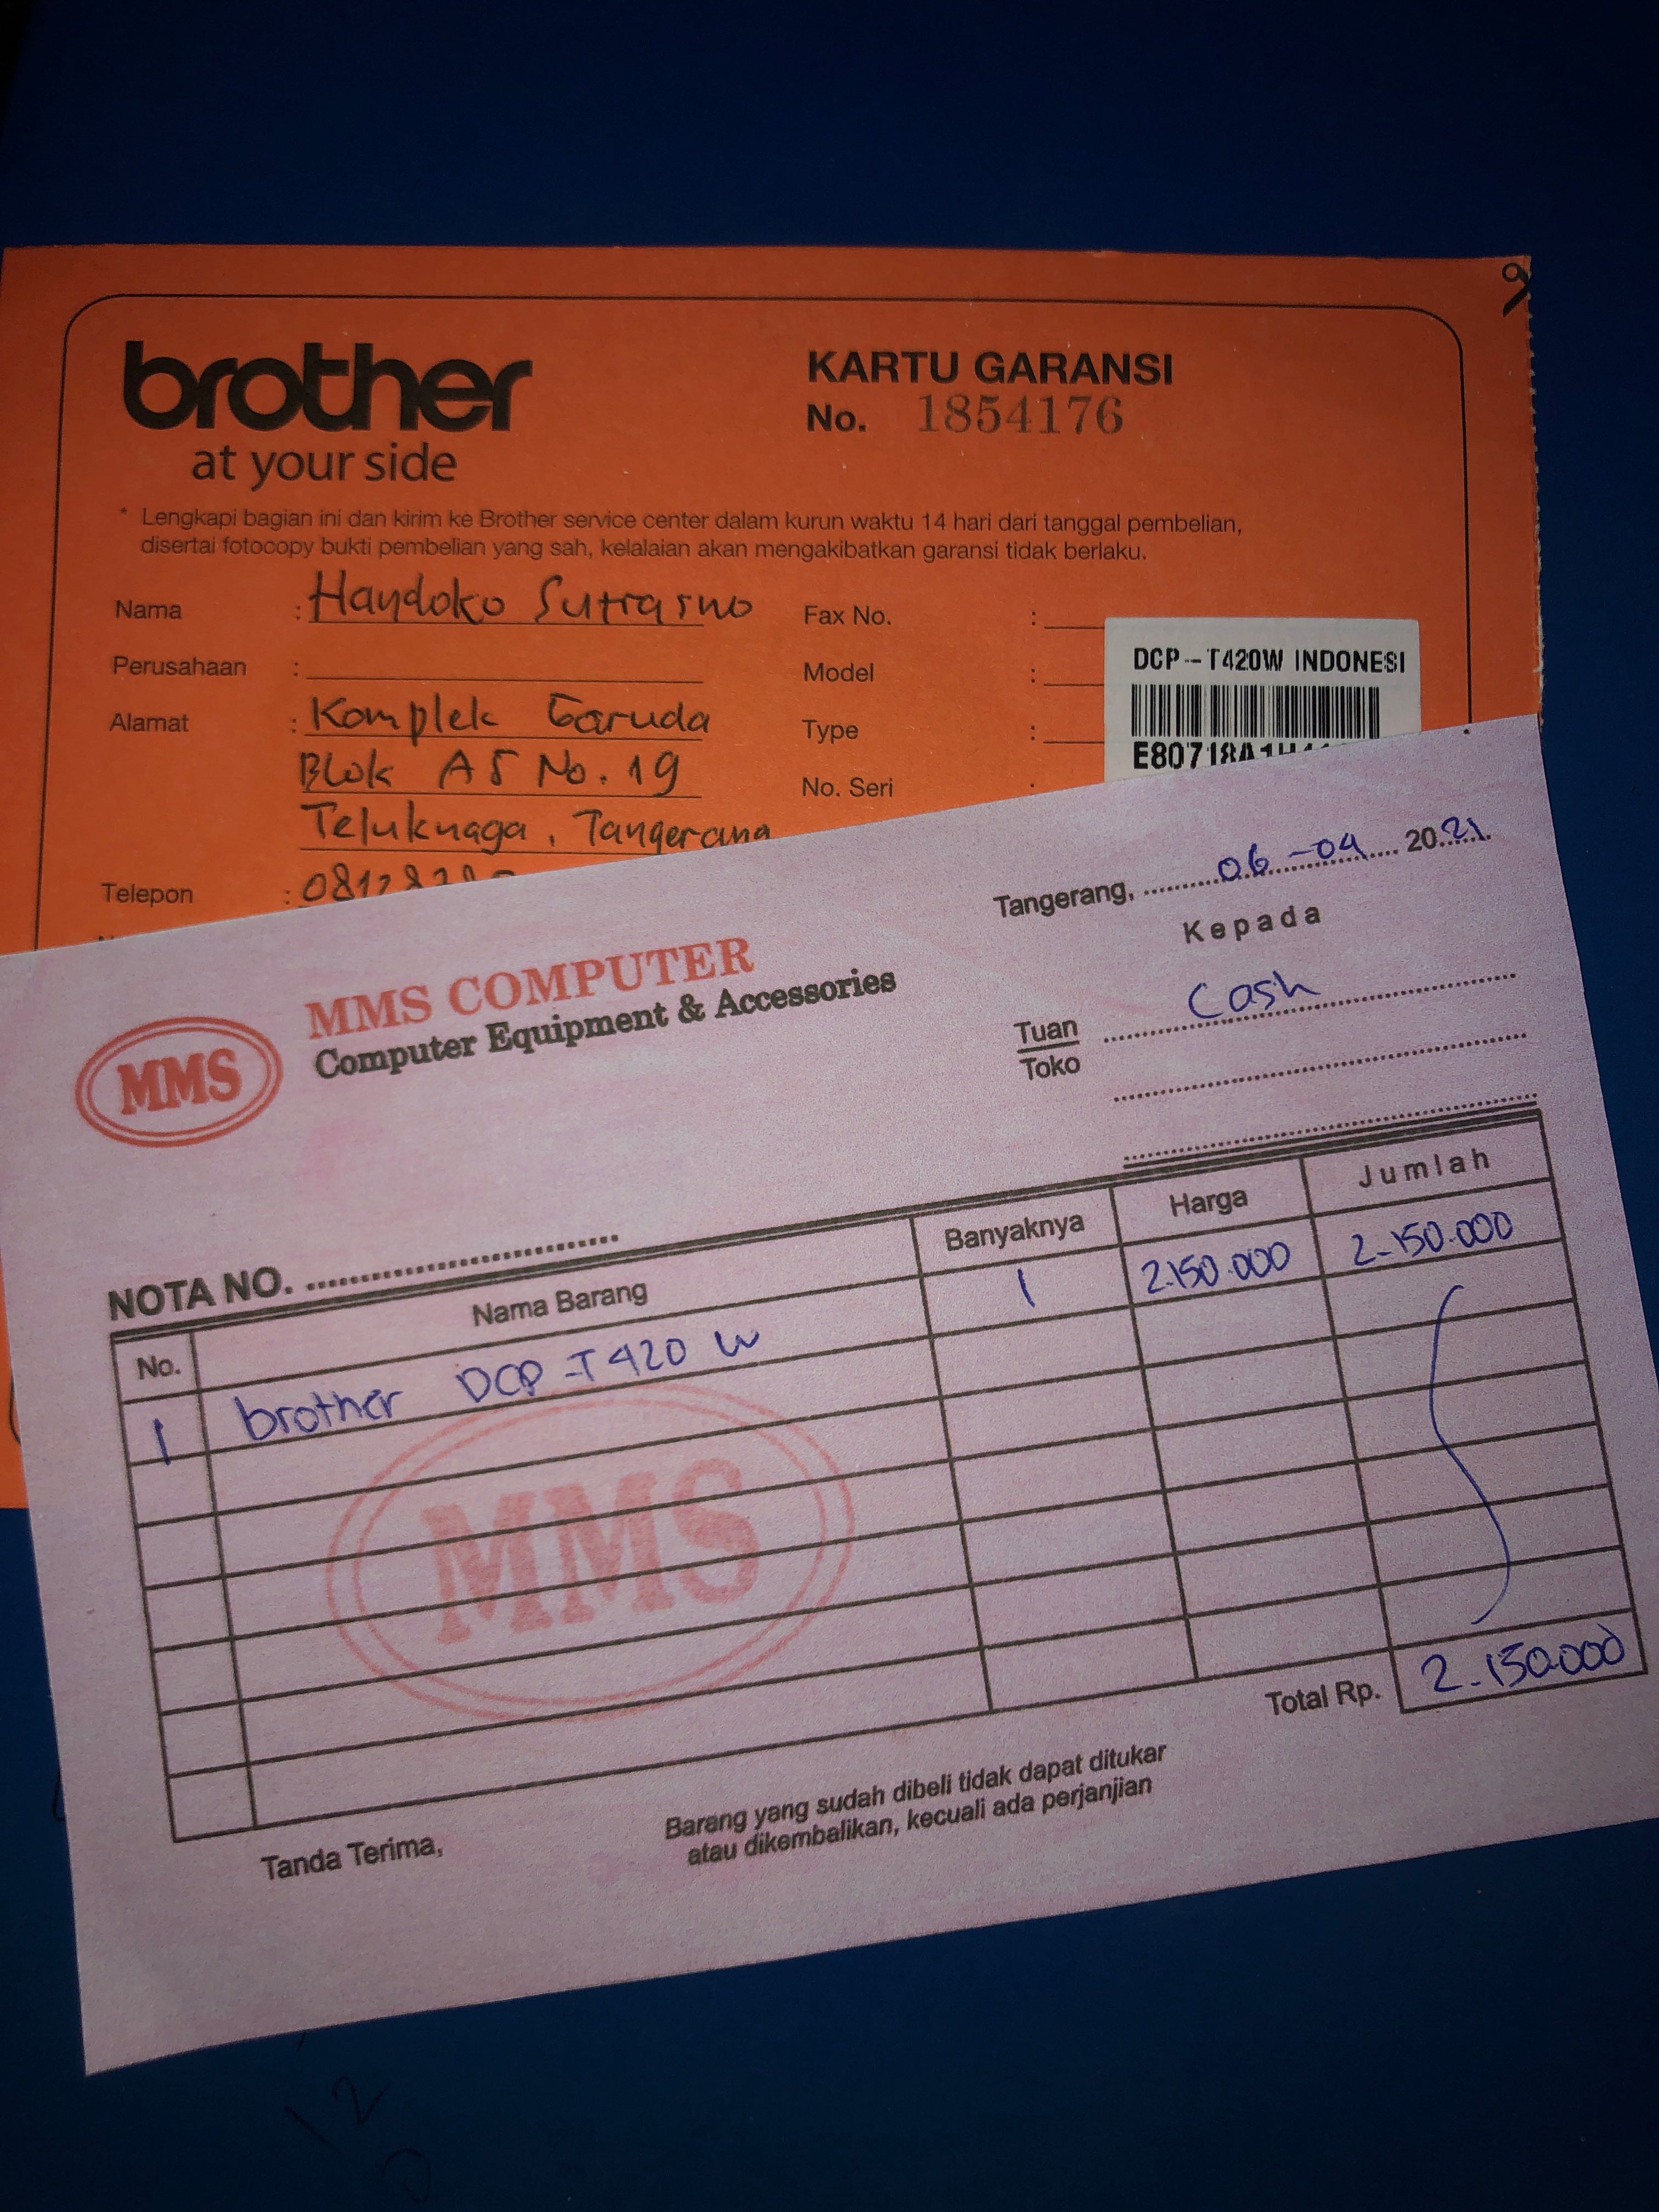 brother
at your side
KARTU GARANSI
No. 1854176
* Lengkapi bagian ini dan kirim ke Brother service center dalam kurun waktu 14 hari dari tanggal pembelian,
disertai fotocopy bukti pembelian yang sah, kelalaian akan mengakibatkan garansi tidak berlaku.
Nama : Handoko Sutrasno
Perusahaan :
Alamat : Komplek Garuda
Blok A5 No. 19
Teluknaga, Tangerang
Telepon :
Fax No. :
Model :
Type :
No. Seri :
DCP-T420W INDONESI
E80718A1H
Tangerang, 06-04 2021
Kepada
Tuan Cash
Toko
MMS
MMS COMPUTER
Computer Equipment & Accessories
NOTA NO.
No. Nama Barang Banyaknya Harga Jumlah
1 brother DCP-T420 W 1 2.150.000 2.150.000
MMS
Total Rp. 2.150.000
Tanda Terima,
Barang yang sudah dibeli tidak dapat ditukar
atau dikembalikan, kecuali ada perjanjian